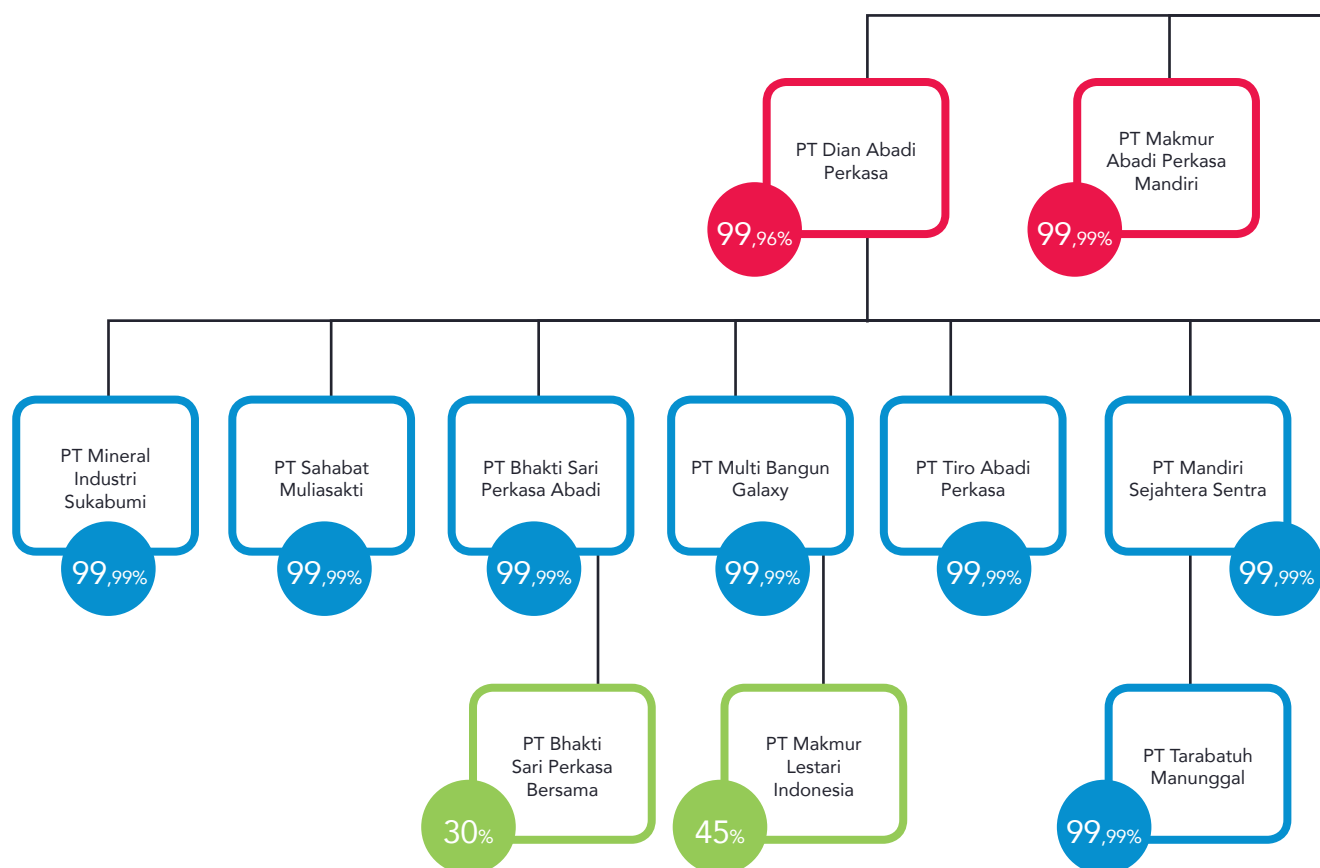 PT Dian Abadi
Perkasa
99,96%
PT Makmur
Abadi Perkasa
Mandiri
99,99%
PT Mineral
Industri
Sukabumi
99,99%
PT Sahabat
Muliasakti
99,99%
PT Bhakti Sari
Perkasa Abadi
99,99%
PT Multi Bangun
Galaxy
99,99%
PT Tiro Abadi
Perkasa
99,99%
PT Mandiri
Sejahtera Sentra
99,99%
PT Bhakti
Sari Perkasa
Bersama
30%
PT Makmur
Lestari
Indonesia
45%
PT Tarabatuh
Manunggal
99,99%